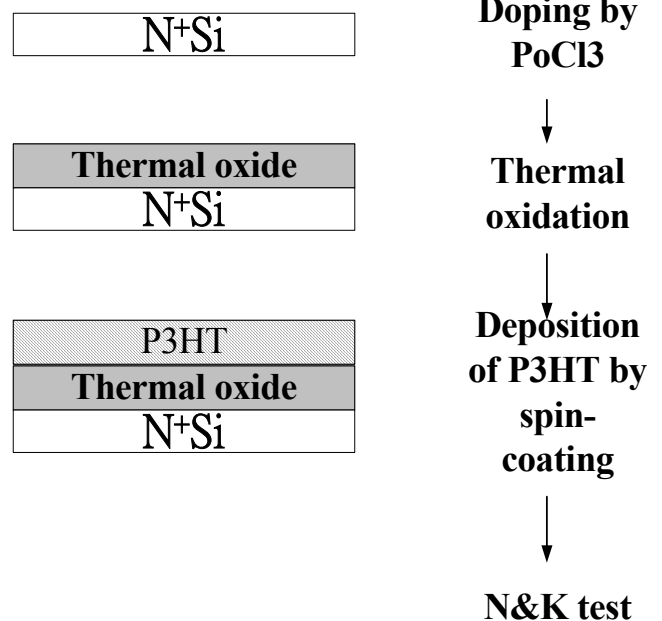 N⁺Si
Doping by
PoCl3
Thermal oxide
N⁺Si
Thermal
oxidation
P3HT
Thermal oxide
N⁺Si
Deposition
of P3HT by
spin-
coating
N&K test